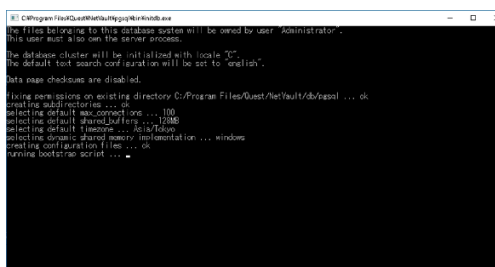 C:¥Program Files¥Quest¥NetVault¥pgsql¥bin¥initdb.exe
The files belonging to this database system will be owned by user "Administrator".
This user must also own the server process.
The database cluster will be initialized with locale "C".
The default text search configuration will be set to "english".
Data page checksums are disabled.
fixing permissions on existing directory C:/Program Files/Quest/NetVault/db/pgsql ... ok
creating subdirectories ... ok
selecting default max_connections ... 100
selecting default shared_buffers ... 128MB
selecting default timezone ... Asia/Tokyo
selecting dynamic shared memory implementation ... windows
creating configuration files ... ok
running bootstrap script ...